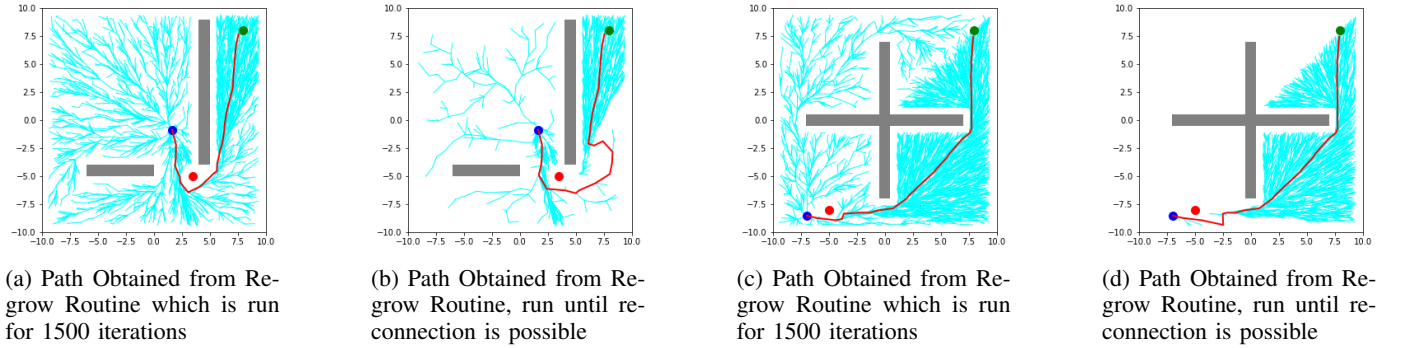 10.0
7.5
5.0
2.5
0.0
−2.5
−5.0
−7.5
−10.0
−10.0 −7.5 −5.0 −2.5 0.0 2.5 5.0 7.5 10.0
(a) Path Obtained from Re-
grow Routine which is run
for 1500 iterations
10.0
7.5
5.0
2.5
0.0
−2.5
−5.0
−7.5
−10.0
−10.0 −7.5 −5.0 −2.5 0.0 2.5 5.0 7.5 10.0
(b) Path Obtained from Re-
grow Routine, run until re-
connection is possible
10.0
7.5
5.0
2.5
0.0
−2.5
−5.0
−7.5
−10.0
−10.0 −7.5 −5.0 −2.5 0.0 2.5 5.0 7.5 10.0
(c) Path Obtained from Re-
grow Routine which is run
for 1500 iterations
10.0
7.5
5.0
2.5
0.0
−2.5
−5.0
−7.5
−10.0
−10.0 −7.5 −5.0 −2.5 0.0 2.5 5.0 7.5 10.0
(d) Path Obtained from Re-
grow Routine, run until re-
connection is possible